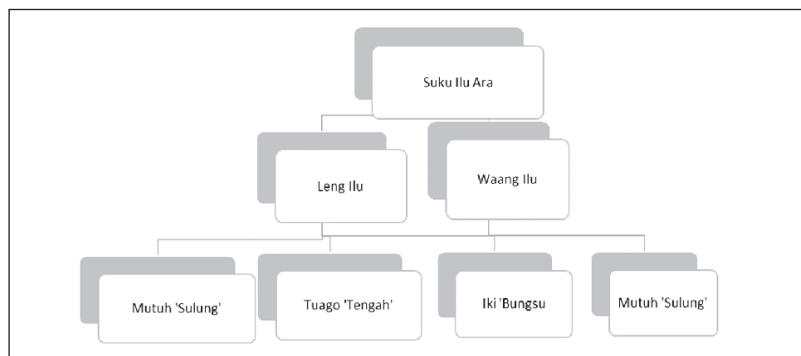 Suku Ilu Ara
Leng Ilu
Waang Ilu
Mutuh 'Sulung'
Tuago 'Tengah'
Iki 'Bungsu
Mutuh 'Sulung'